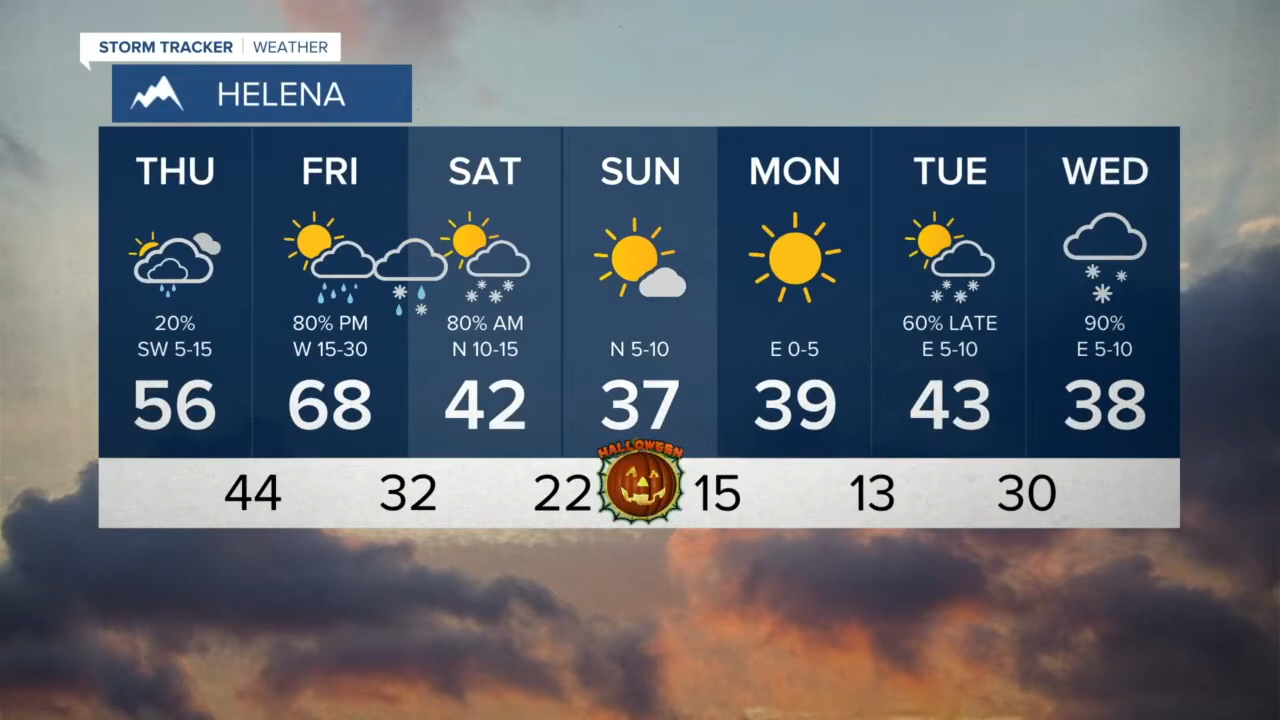 STORM TRACKER | WEATHER
HELENA
THU FRI SAT SUN MON TUE WED
20% 80% PM 80% AM 60% LATE 90%
SW 5-15 W 15-30 N 10-15 N 5-10 E 0-5 E 5-10 E 5-10
56 68 42 37 39 43 38
HALLOWEEN
44 32 22 15 13 30